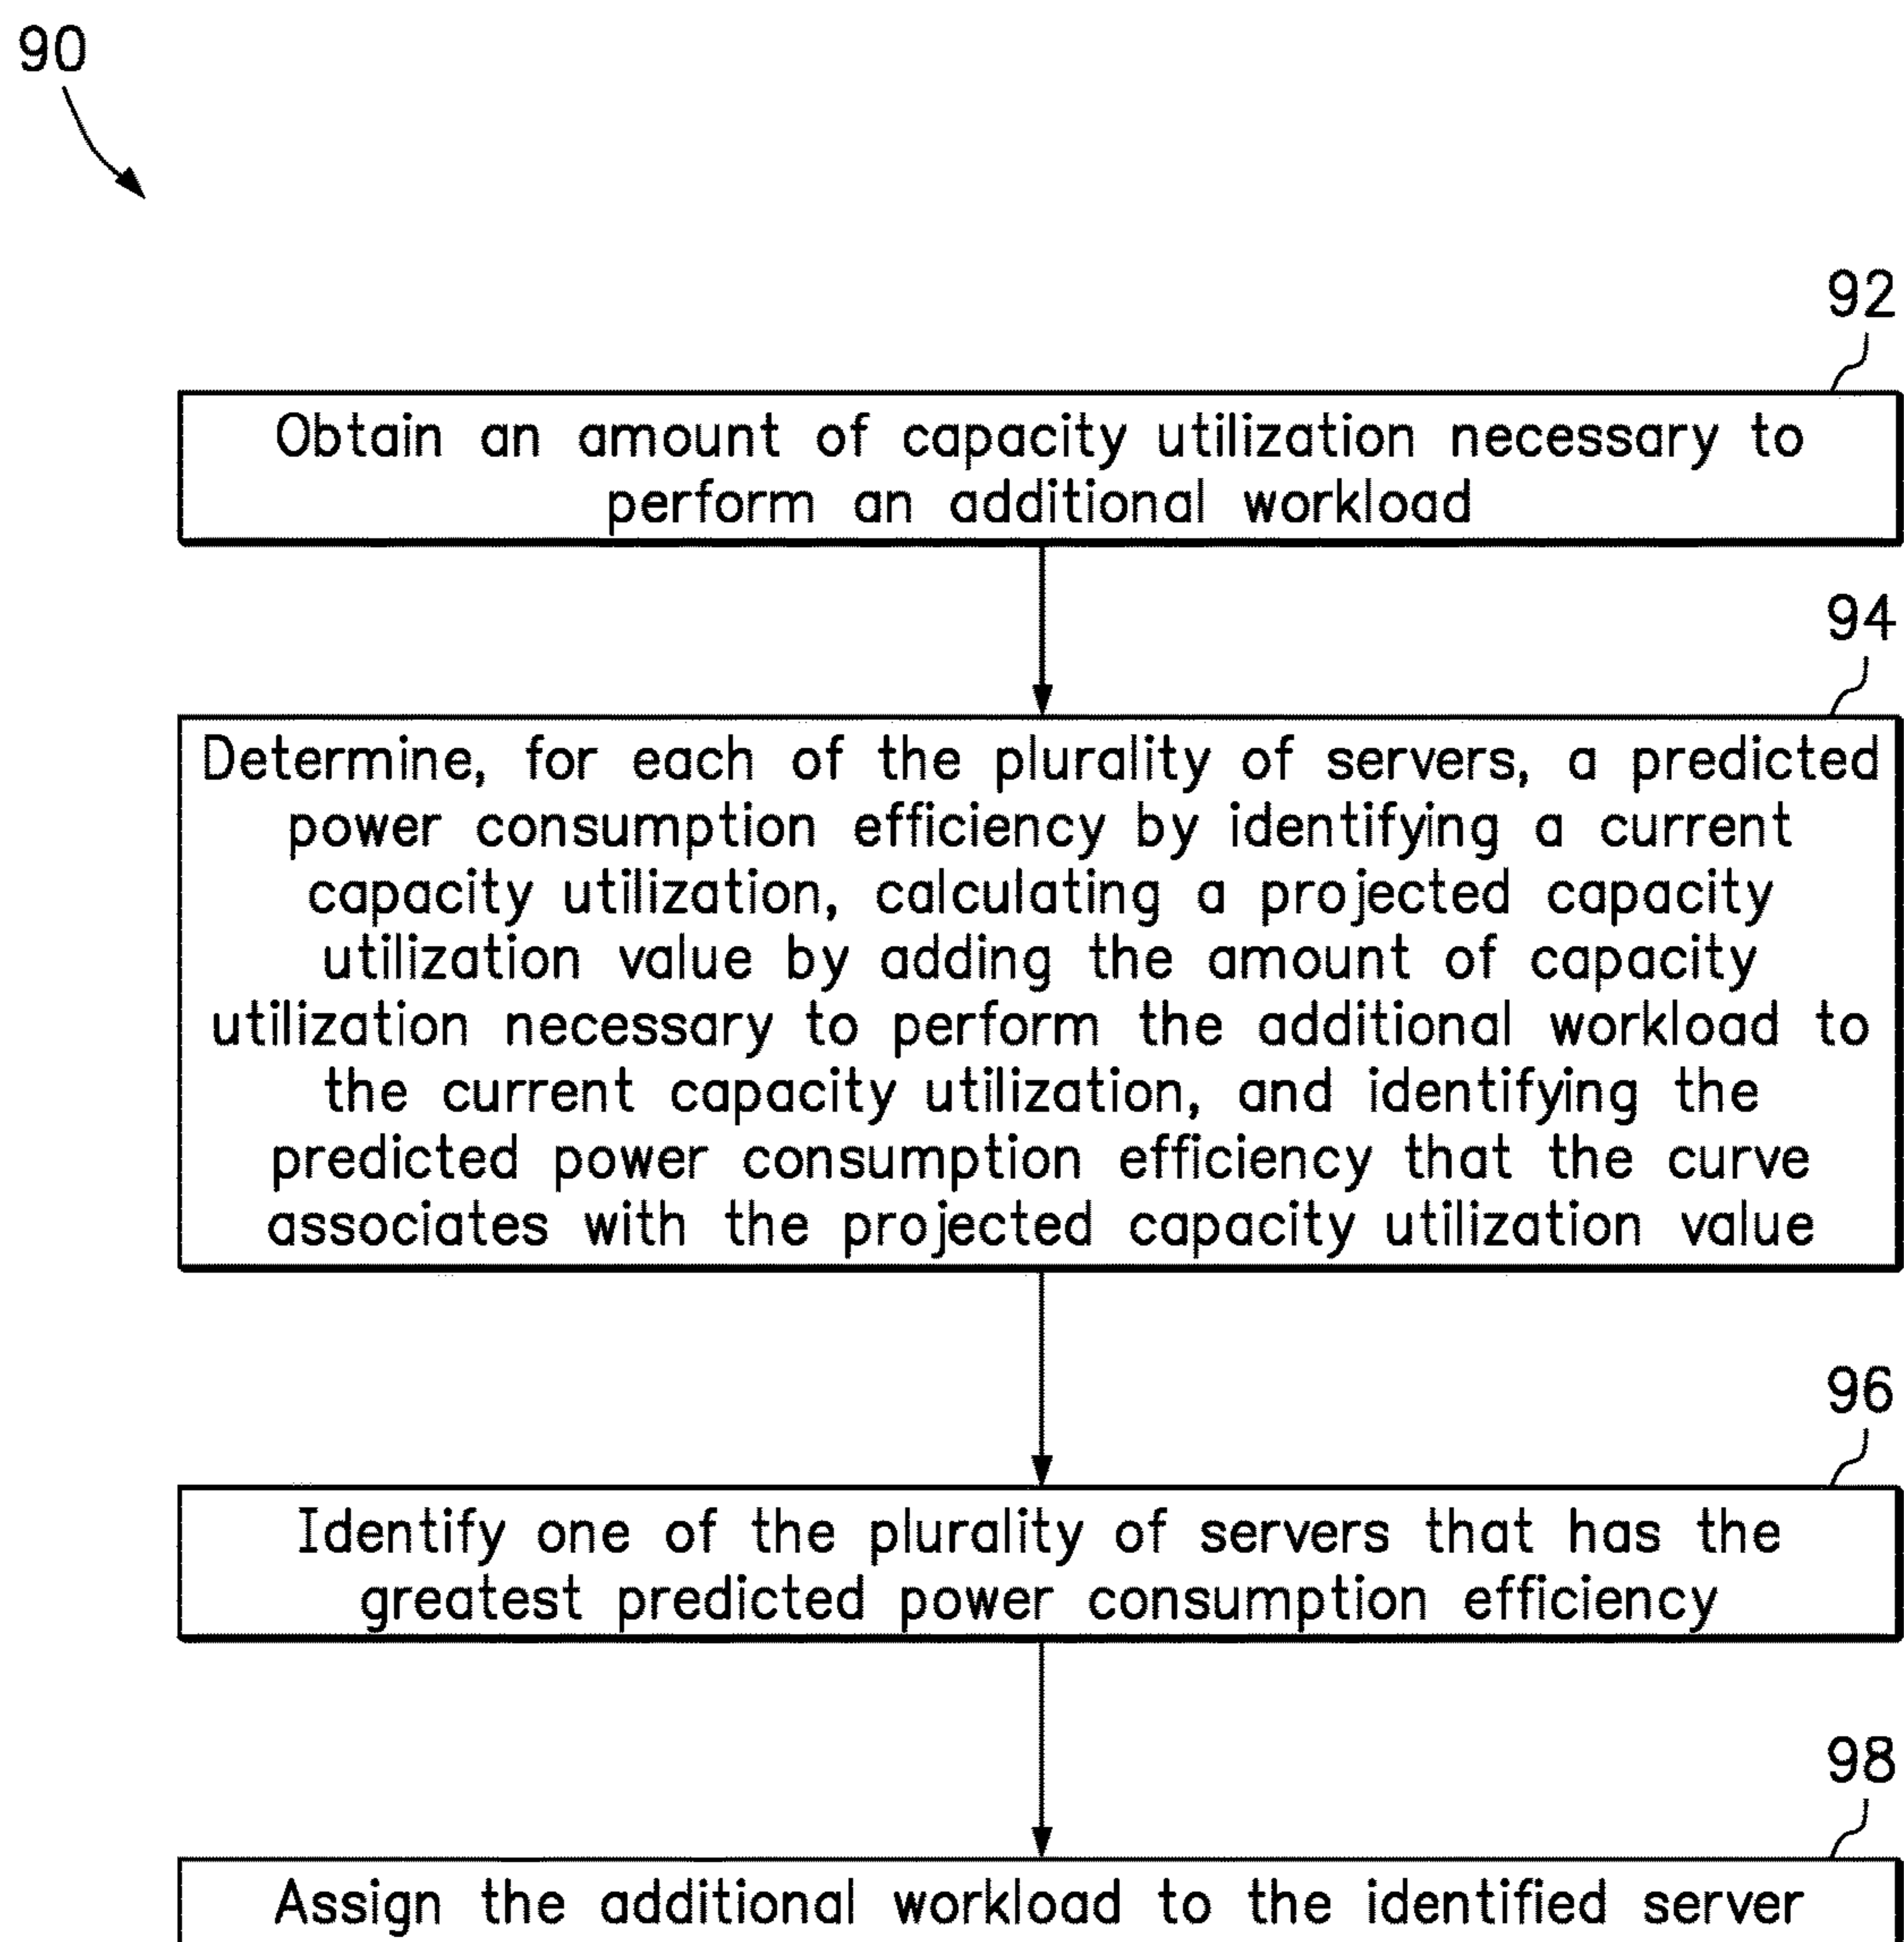 90
92
Obtain an amount of capacity utilization necessary to
perform an additional workload
94
Determine, for each of the plurality of servers, a predicted
power consumption efficiency by identifying a current
capacity utilization, calculating a projected capacity
utilization value by adding the amount of capacity
utilization necessary to perform the additional workload to
the current capacity utilization, and identifying the
predicted power consumption efficiency that the curve
associates with the projected capacity utilization value
96
Identify one of the plurality of servers that has the
greatest predicted power consumption efficiency
98
Assign the additional workload to the identified server